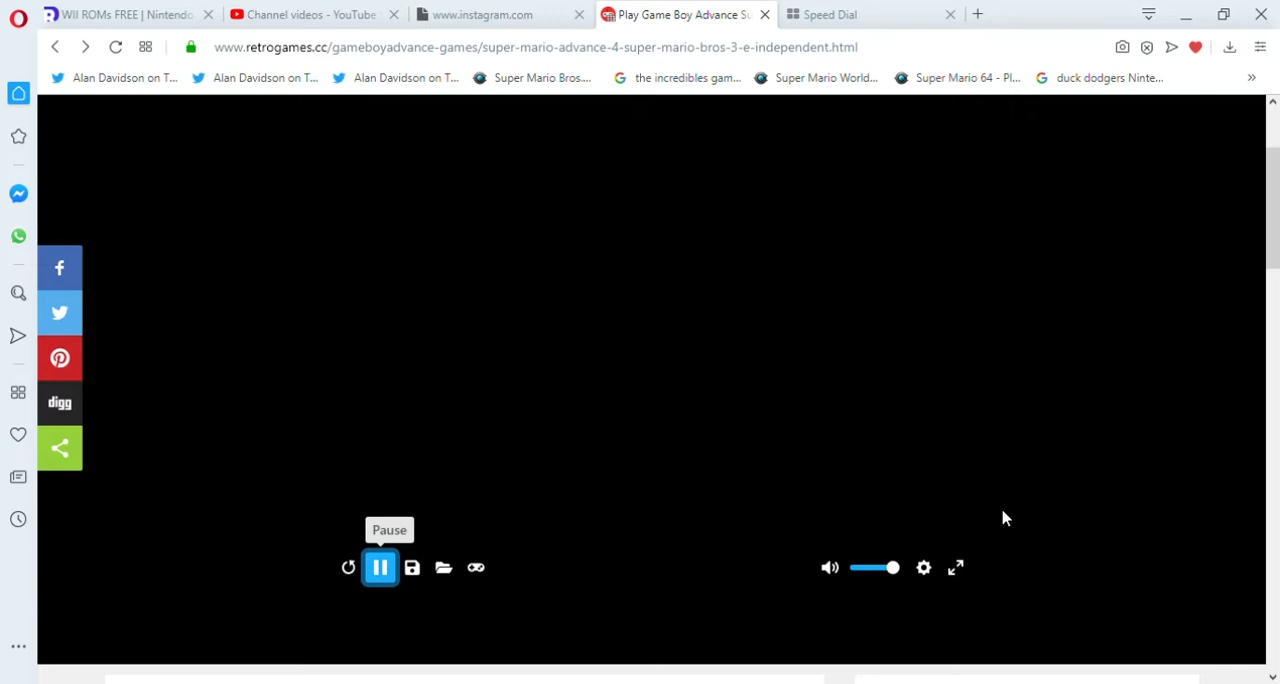 WII ROMs FREE | Nintendo
Channel videos - YouTube
www.instagram.com
Play Game Boy Advance Su
Speed Dial
www.retrogames.cc/gameboyadvance-games/super-mario-advance-4-super-mario-bros-3-e-independent.html
Alan Davidson on T...
Alan Davidson on T...
Alan Davidson on T...
Super Mario Bros....
the incredibles gam...
Super Mario World...
Super Mario 64 - Pl...
duck dodgers Ninte...
digg
Pause